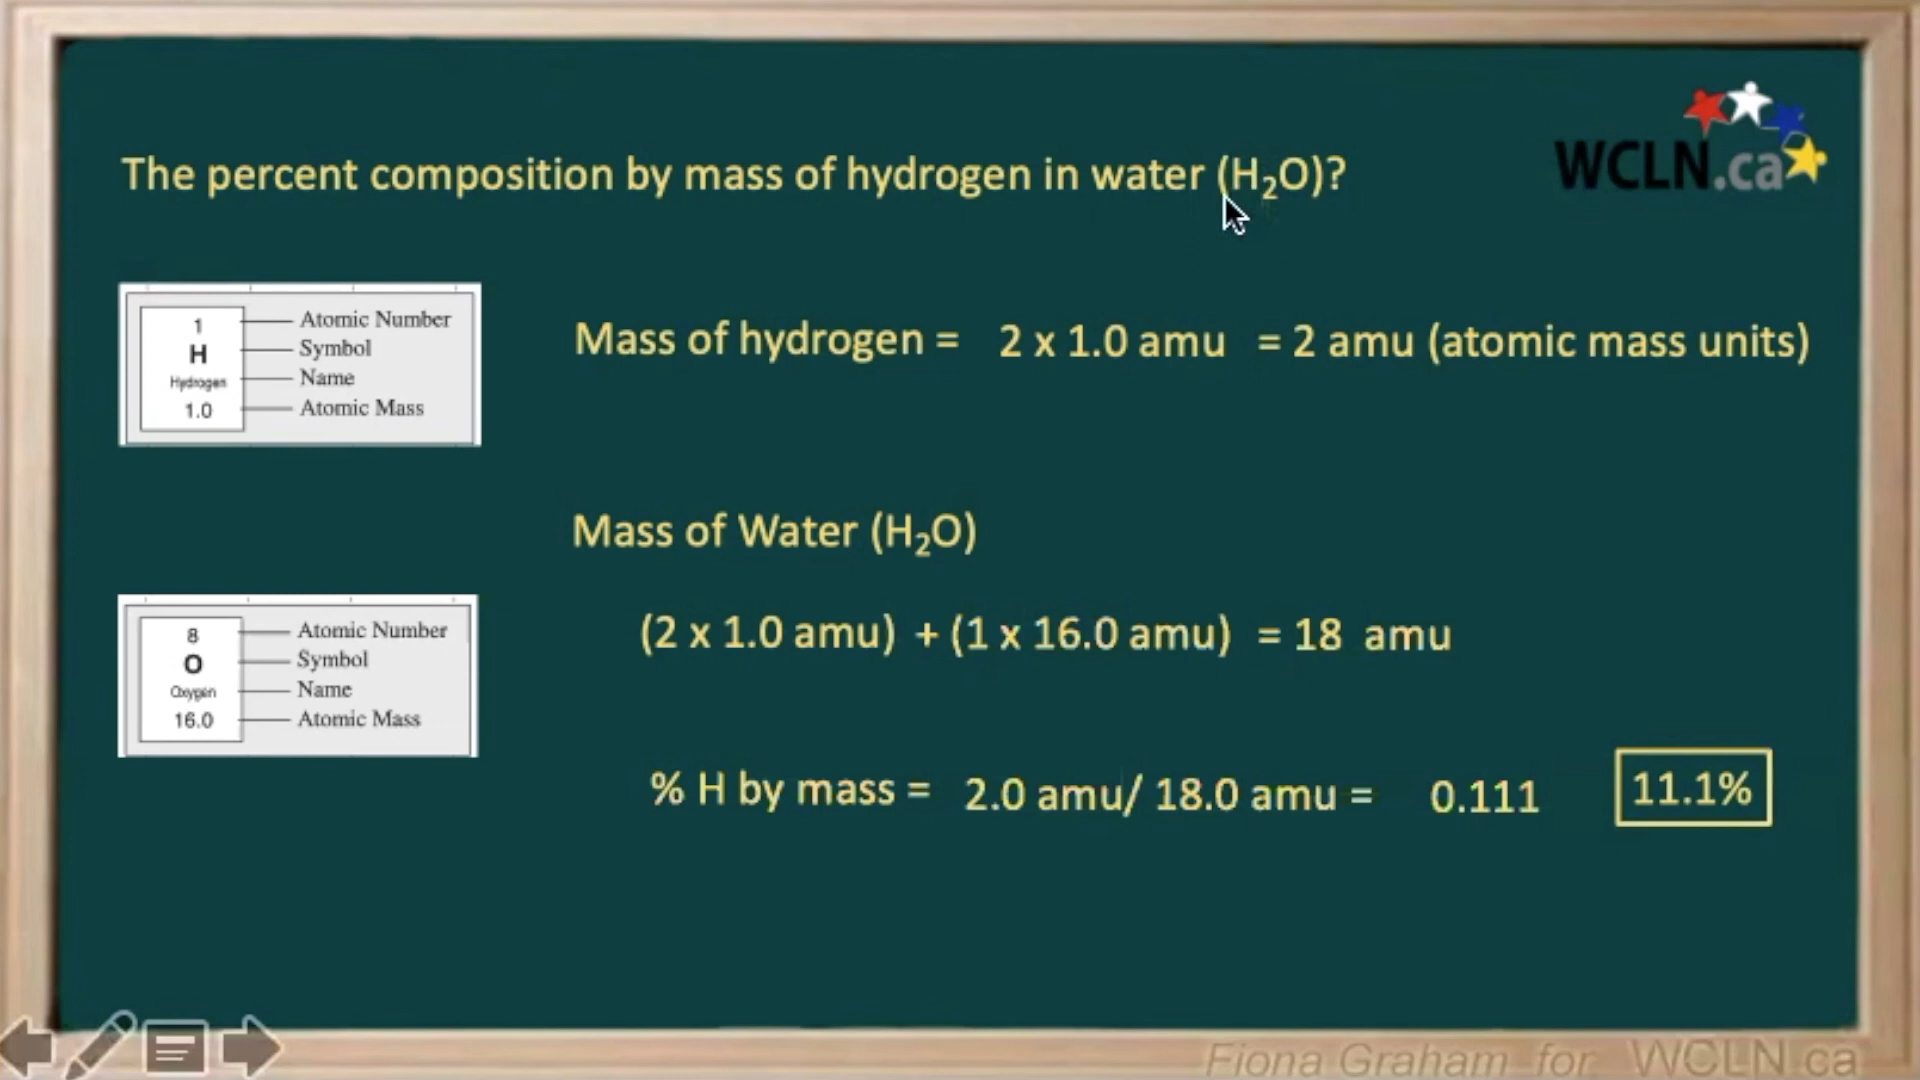 The percent composition by mass of hydrogen in water (H₂O)?
WCLN.ca
1
H
Hydrogen
1.0
Atomic Number
Symbol
Name
Atomic Mass
Mass of hydrogen = 2 x 1.0 amu = 2 amu (atomic mass units)
Mass of Water (H₂O)
8
O
Oxygen
16.0
Atomic Number
Symbol
Name
Atomic Mass
(2 x 1.0 amu) + (1 x 16.0 amu) = 18 amu
% H by mass = 2.0 amu/ 18.0 amu = 0.111 11.1%
Fiona Graham for WCLN.ca